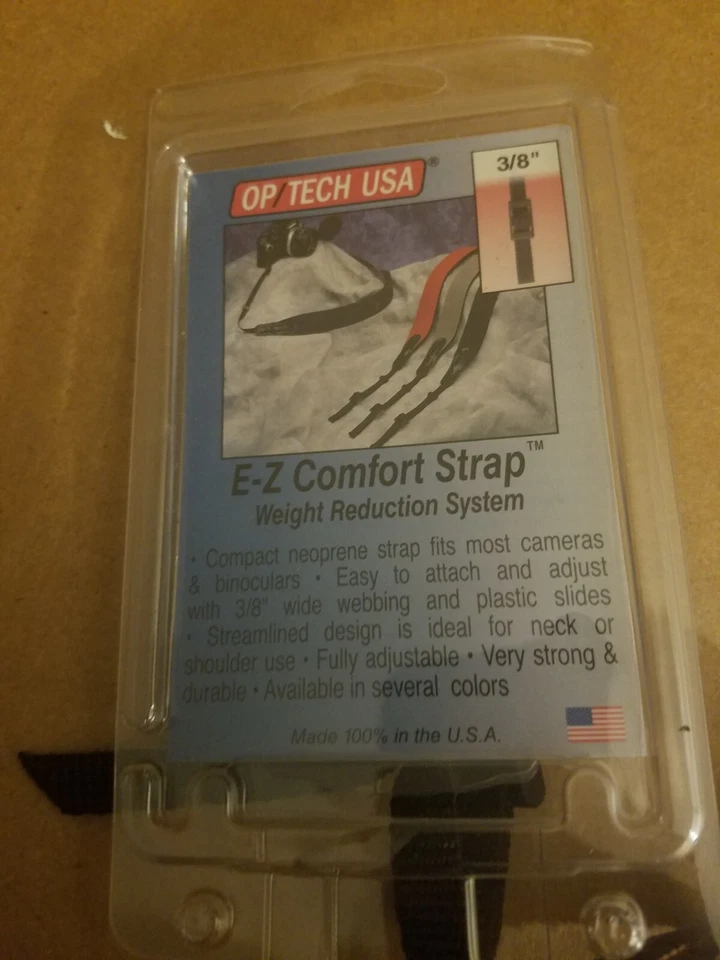 OP/TECH USA®
3/8"
E-Z Comfort Strap™
Weight Reduction System
• Compact neoprene strap fits most cameras
& binoculars • Easy to attach and adjust
with 3/8" wide webbing and plastic slides
• Streamlined design is ideal for neck or
shoulder use • Fully adjustable • Very strong &
durable • Available in several colors
Made 100% in the U.S.A.